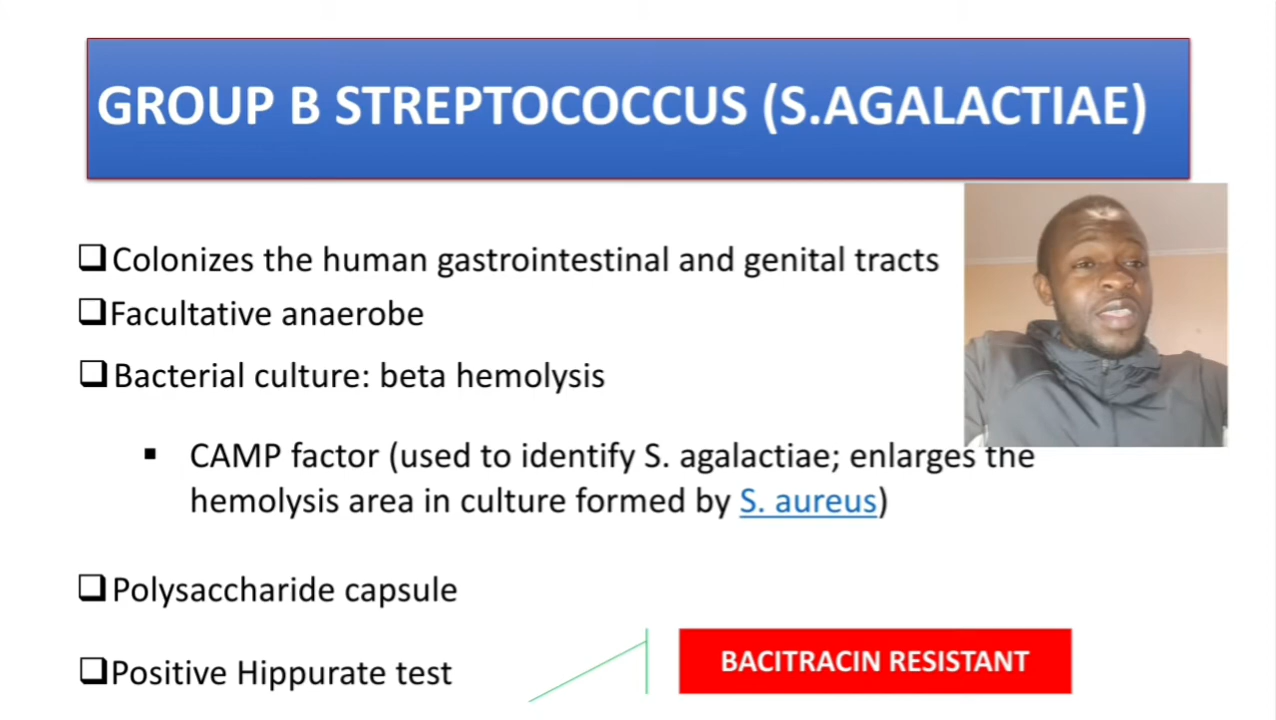 GROUP B STREPTOCOCCUS (S.AGALACTIAE)
Colonizes the human gastrointestinal and genital tracts
Facultative anaerobe
Bacterial culture: beta hemolysis
CAMP factor (used to identify S. agalactiae; enlarges the
hemolysis area in culture formed by S. aureus)
Polysaccharide capsule
Positive Hippurate test
BACITRACIN RESISTANT